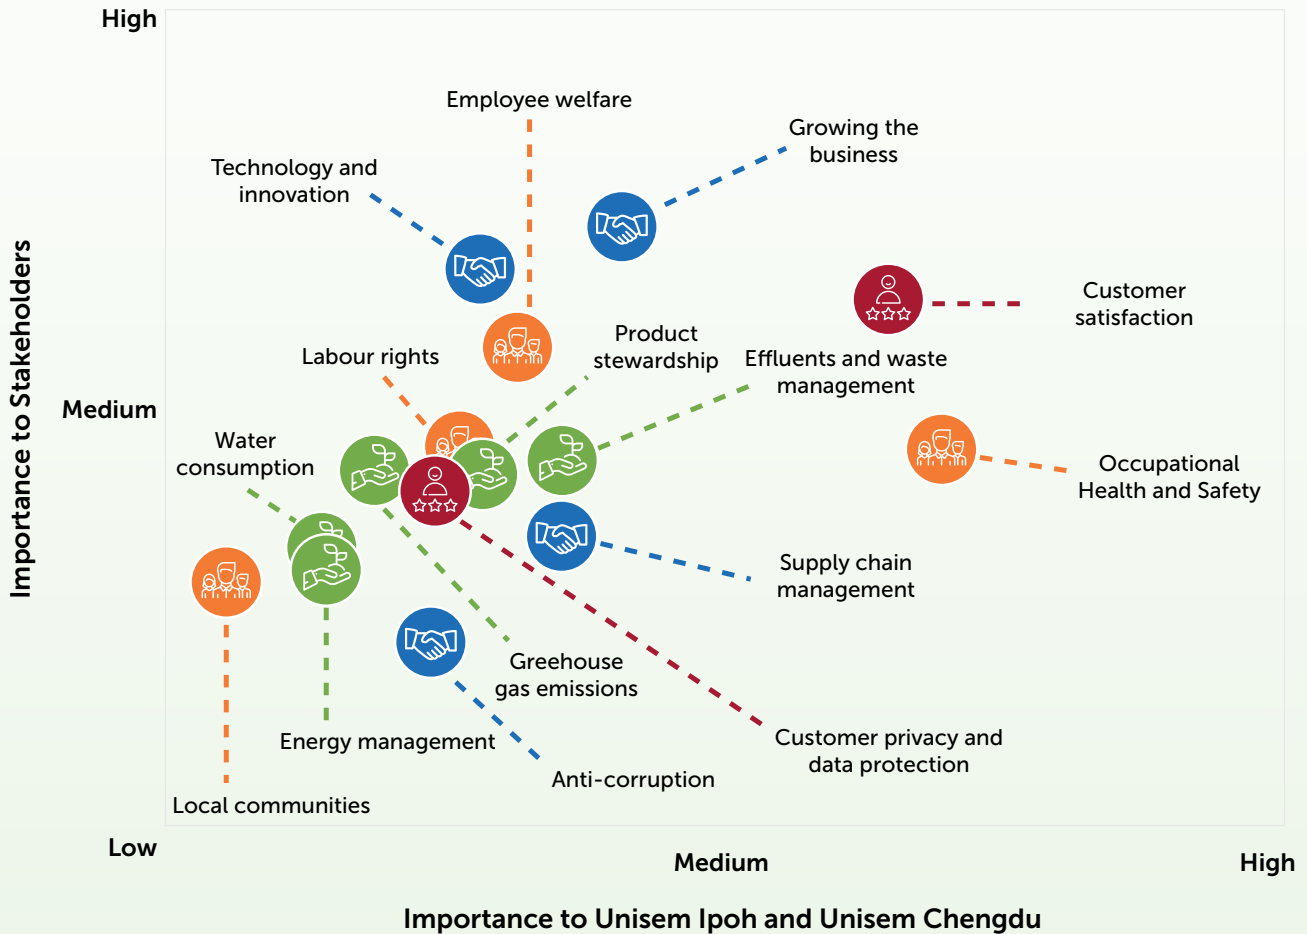 High
Employee welfare
Growing the
business
Technology and
innovation
Customer
satisfaction
Product
stewardship
Labour rights
Effluents and waste
management
Importance to Stakeholders
Medium
Water
consumption
Occupational
Health and Safety
Supply chain
management
Greehouse
gas emissions
Energy management
Customer privacy and
data protection
Anti-corruption
Local communities
Low
Medium
High
Importance to Unisem Ipoh and Unisem Chengdu